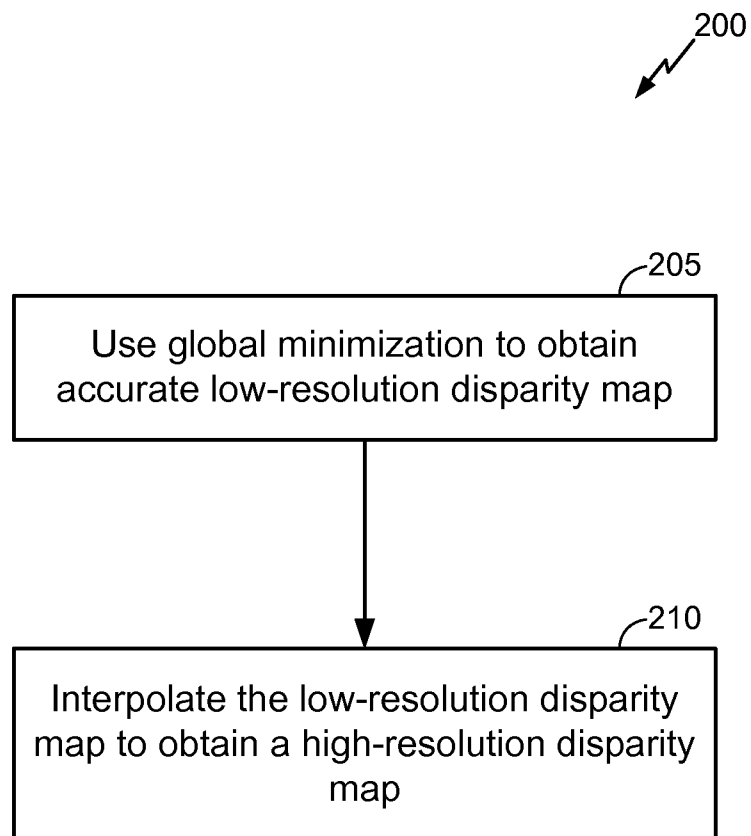 200
205
Use global minimization to obtain
accurate low-resolution disparity map
210
Interpolate the low-resolution disparity
map to obtain a high-resolution disparity
map